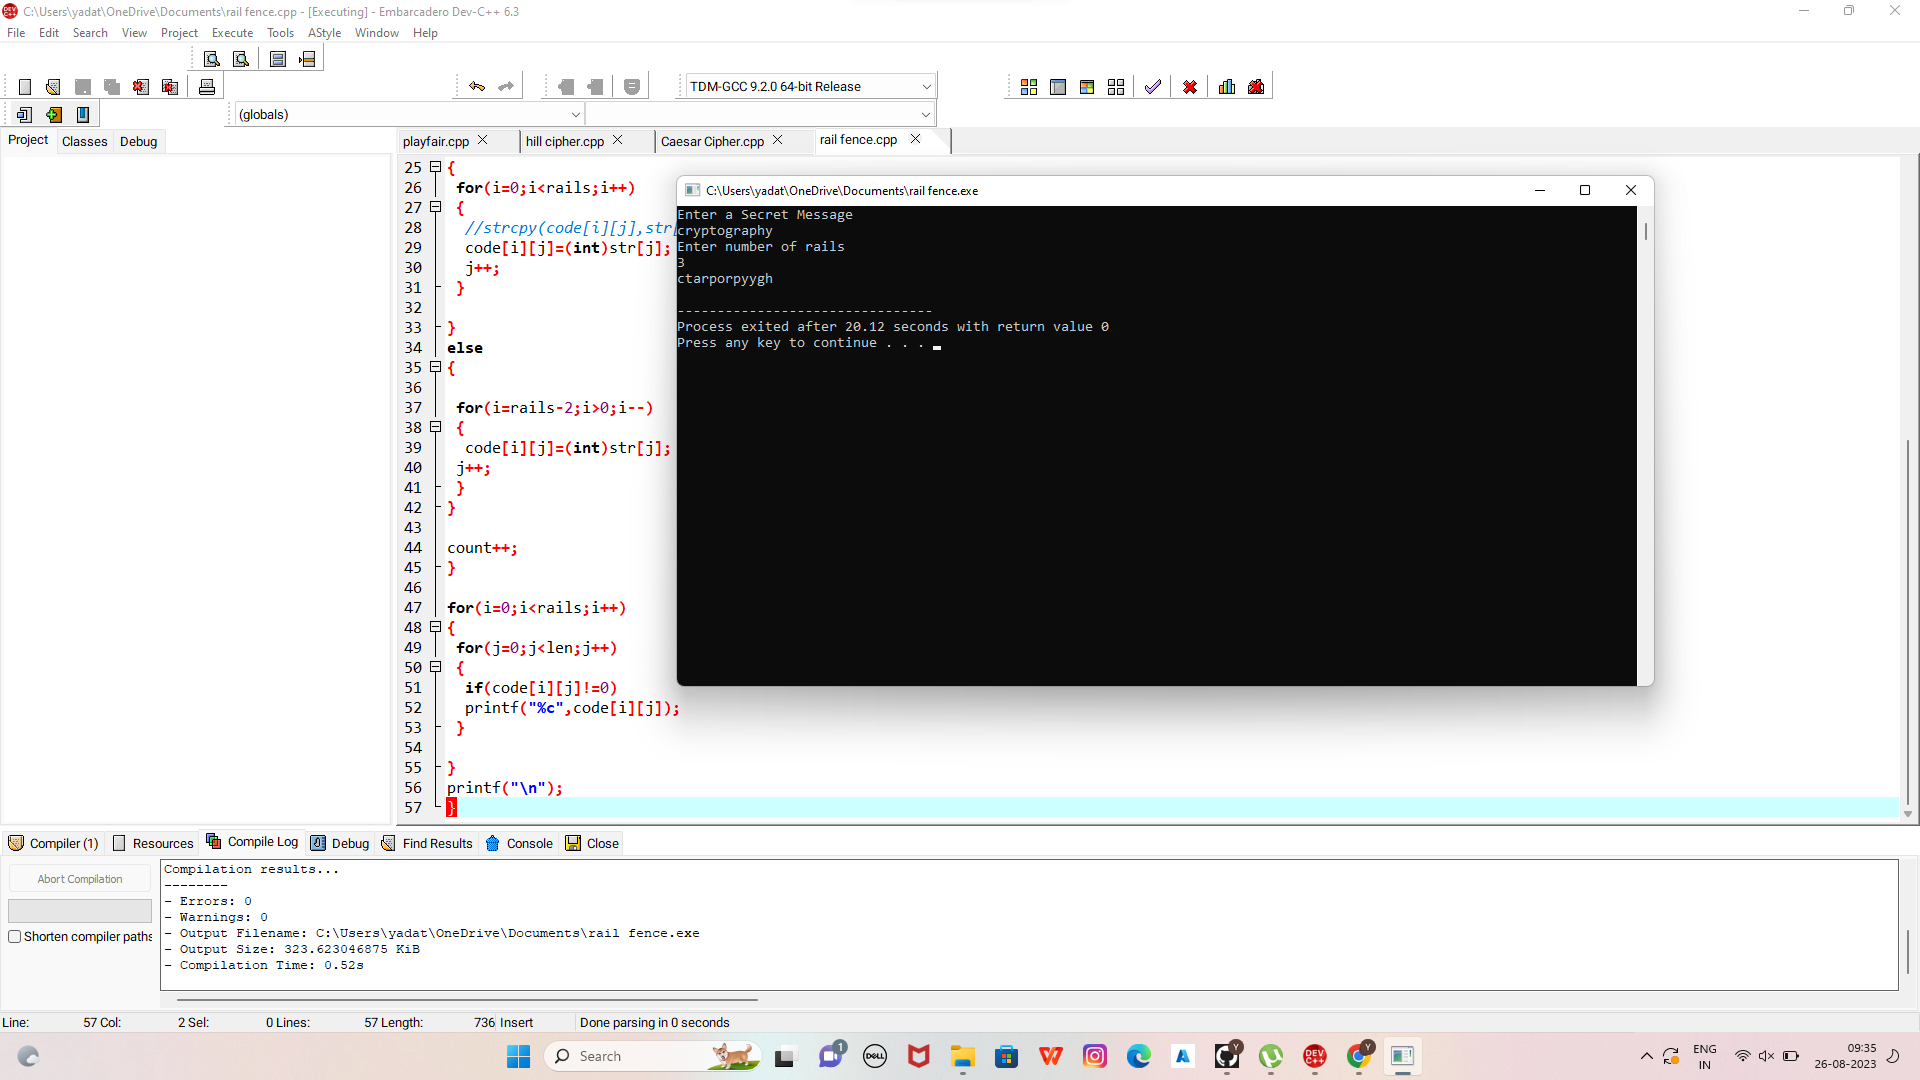 C:\Users\yadat\OneDrive\Documents\rail fence.cpp - [Executing] - Embarcadero Dev-C++ 6.3
File Edit Search View Project Execute Tools AStyle Window Help
TDM-GCC 9.2.0 64-bit Release
(globals)
Project Classes Debug
playfair.cpp hill cipher.cpp Caesar Cipher.cpp rail fence.cpp
25 {
26 for(i=0;i<rails;i++)
27 {
28 //strcpy(code[i][j],str[
29 code[i][j]=(int)str[j];
30 j++;
31 }
32
33 }
34 else
35 {
36
37 for(i=rails-2;i>0;i--)
38 {
39 code[i][j]=(int)str[j];
40 j++;
41 }
42 }
43
44 count++;
45 }
46
47 for(i=0;i<rails;i++)
48 {
49 for(j=0;j<len;j++)
50 {
51 if(code[i][j]!=0)
52 printf("%c",code[i][j]);
53 }
54
55 }
56 printf("\n");
57 }
C:\Users\yadat\OneDrive\Documents\rail fence.exe
Enter a Secret Message
cryptography
Enter number of rails
3
ctarporpyygh
--------------------------------
Process exited after 20.12 seconds with return value 0
Press any key to continue . . .
Compiler (1) Resources Compile Log Debug Find Results Console Close
Abort Compilation
Shorten compiler paths
Compilation results...
--------
- Errors: 0
- Warnings: 0
- Output Filename: C:\Users\yadat\OneDrive\Documents\rail fence.exe
- Output Size: 323.623046875 KiB
- Compilation Time: 0.52s
Line: 57 Col: 2 Sel: 0 Lines: 57 Length: 736 Insert Done parsing in 0 seconds
Search
1
DELL
DEV C++
Y
Y
ENG
IN
09:35
26-08-2023